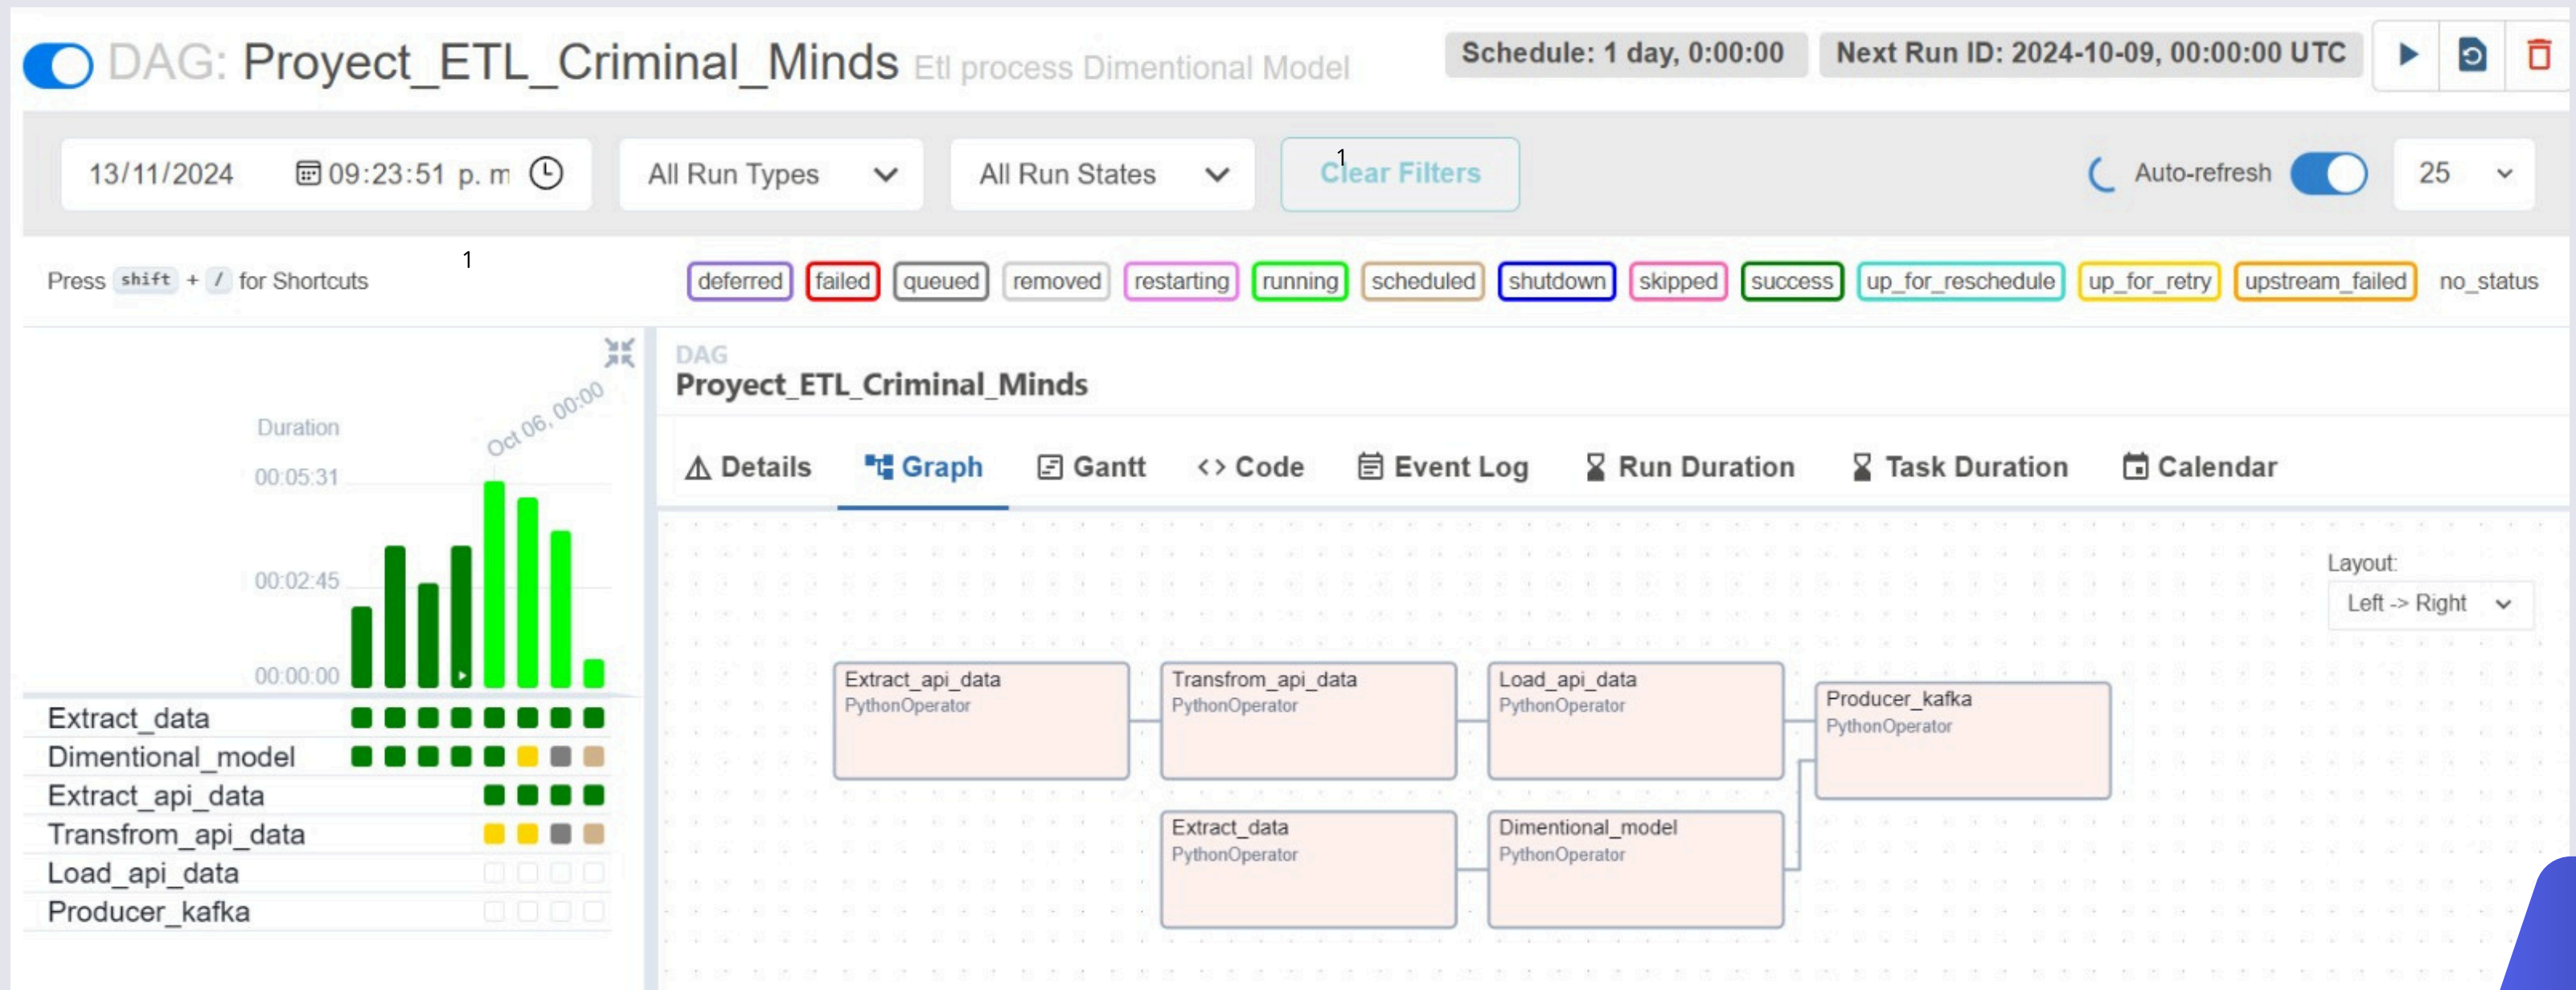 DAG: Proyect_ETL_Criminal_Minds Etl process Dimentional Model
Schedule: 1 day, 0:00:00
Next Run ID: 2024-10-09, 00:00:00 UTC
13/11/2024 09:23:51 p. m
All Run Types
All Run States
Clear Filters
1
Auto-refresh
25
Press shift + / for Shortcuts
1
deferred failed queued removed restarting running scheduled shutdown skipped success up_for_reschedule up_for_retry upstream_failed no_status
Duration
Oct 06, 00:00
00:05:31
00:02:45
00:00:00
Extract_data
Dimentional_model
Extract_api_data
Transfrom_api_data
Load_api_data
Producer_kafka
DAG
Proyect_ETL_Criminal_Minds
Details Graph Gantt <> Code Event Log Run Duration Task Duration Calendar
Layout:
Left -> Right
Extract_api_data
PythonOperator
Transfrom_api_data
PythonOperator
Load_api_data
PythonOperator
Producer_kafka
PythonOperator
Extract_data
PythonOperator
Dimentional_model
PythonOperator